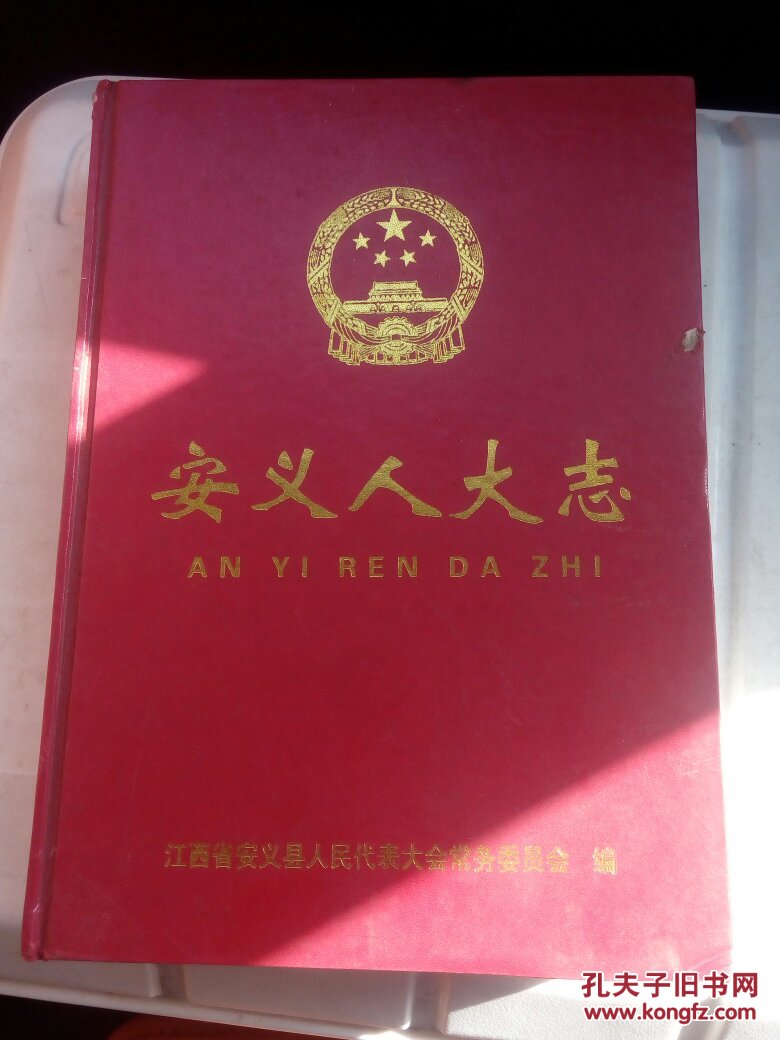 安义人大志
AN YI REN DA ZHI
江西省安义县人民代表大会常务委员会 编
孔夫子旧书网
www.kongfz.com